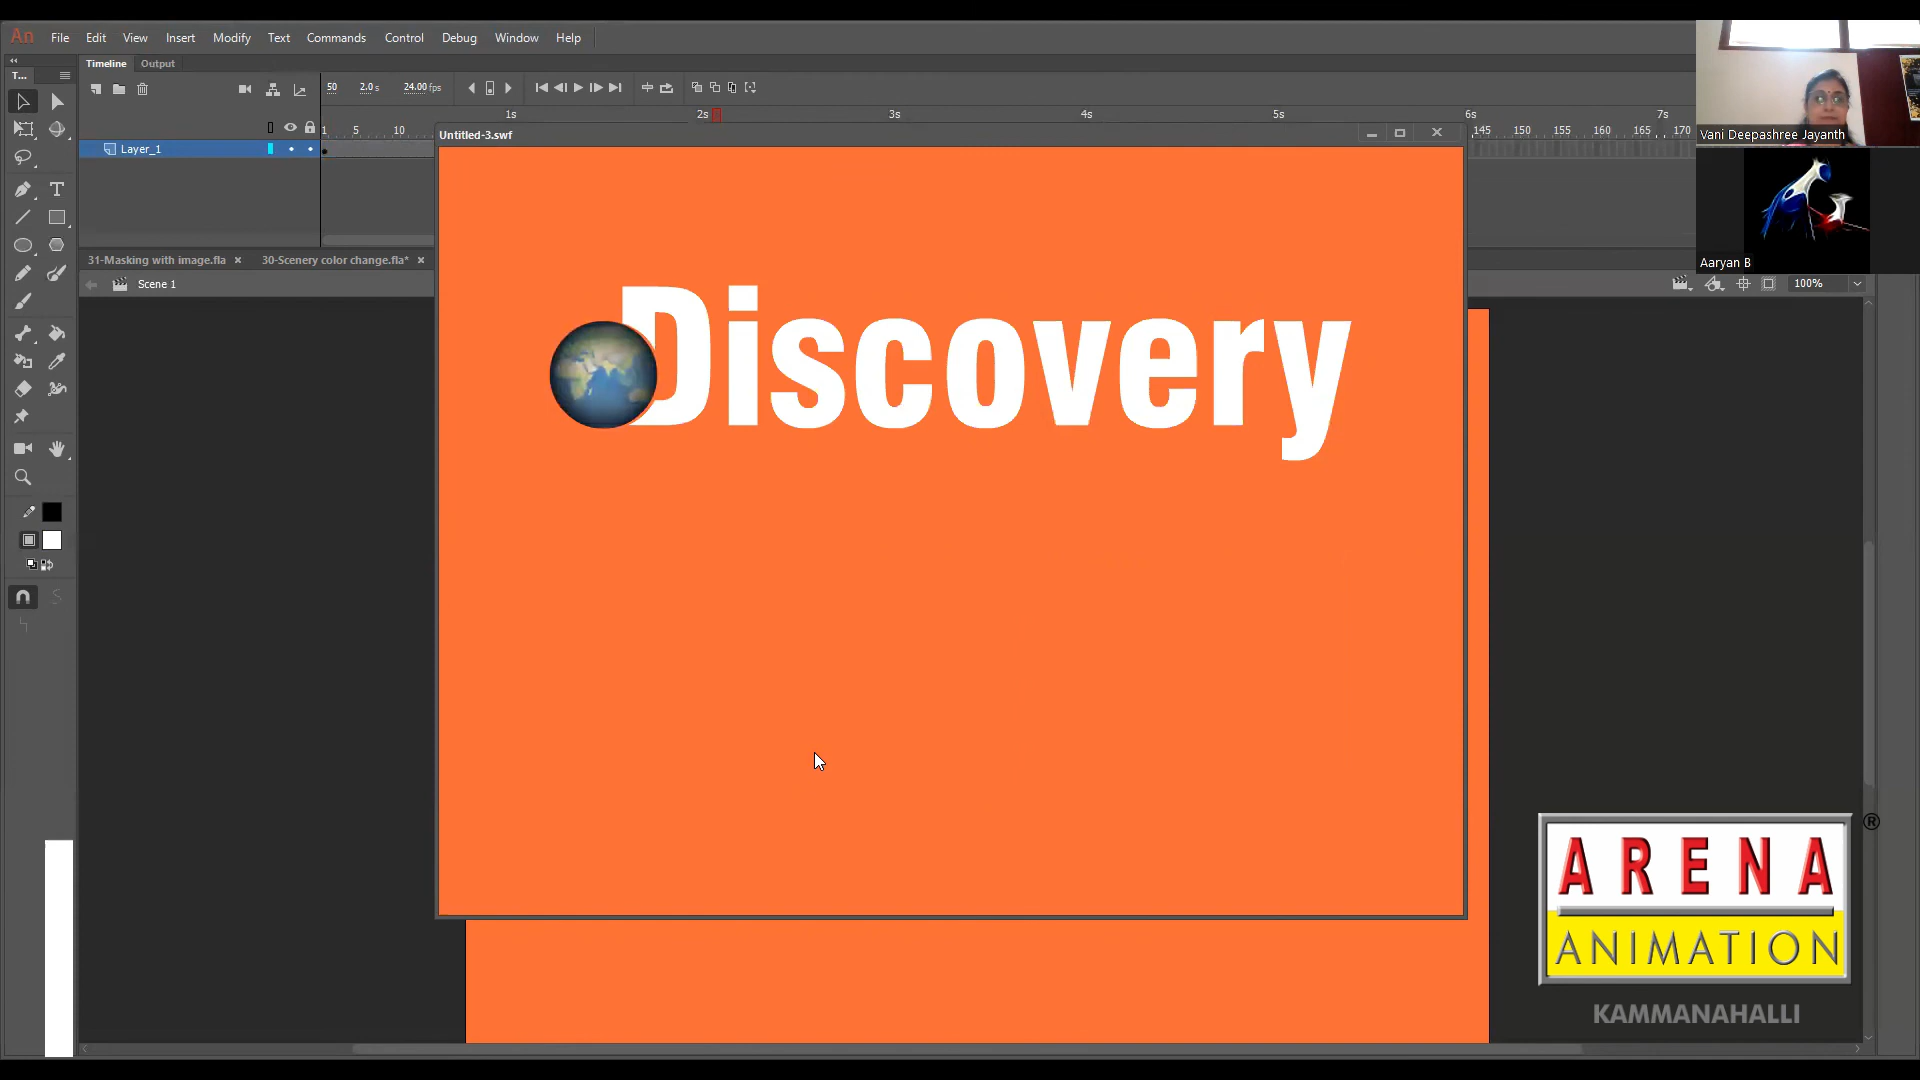 An File Edit View Insert Modify Text Commands Control Debug Window Help
Timeline Output
T...
50 2.0 s 24.00 fps
1s 2s 3s 4s 5s 6s 7s
1 5 10 145 150 155 160 165 170
Layer_1
Untitled-3.swf
31-Masking with image.fla 30-Scenery color change.fla*
Scene 1
100%
Vani Deepashree Jayanth
Aaryan B
Discovery
ARENA ®
ANIMATION
KAMMANAHALLI